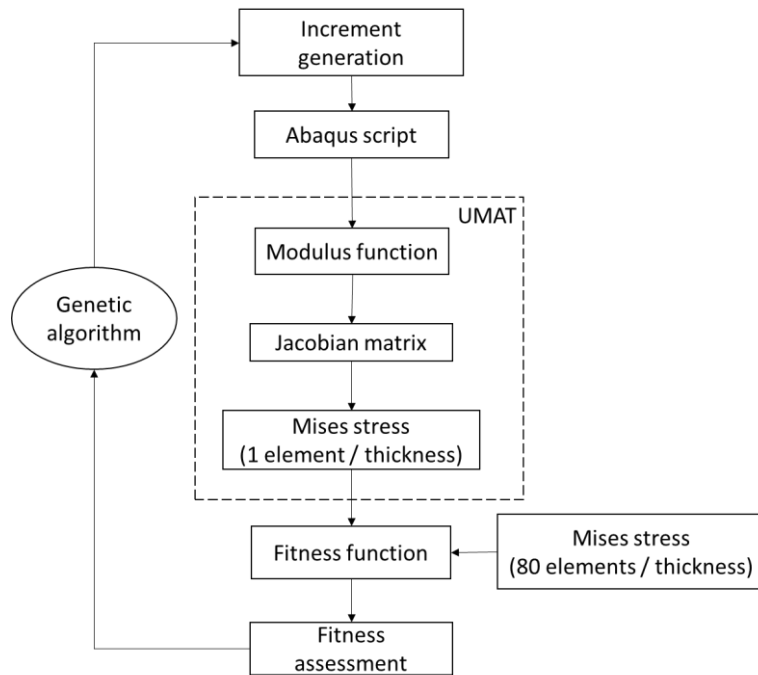 Increment
generation
Abaqus script
UMAT
Modulus function
Genetic
algorithm
Jacobian matrix
Mises stress
(1 element / thickness)
Fitness function
Mises stress
(80 elements / thickness)
Fitness
assessment